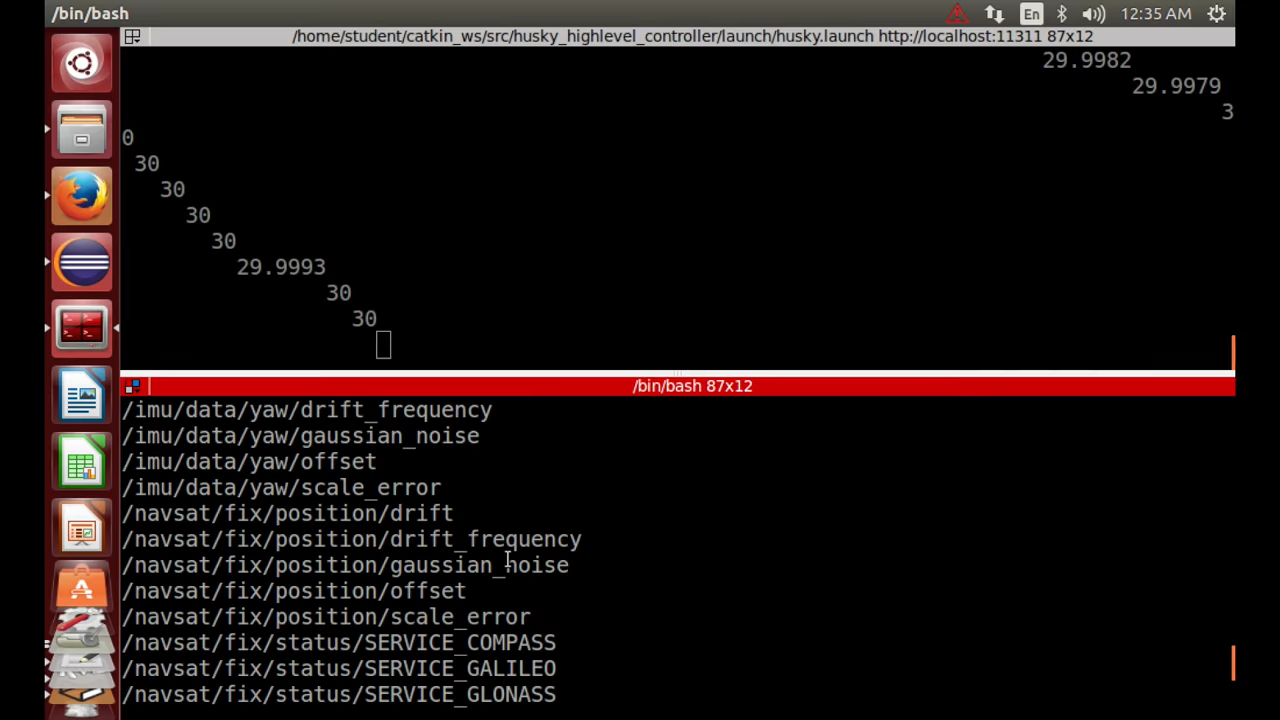 /bin/bash
En
12:35 AM
/home/student/catkin_ws/src/husky_highlevel_controller/launch/husky.launch http://localhost:11311 87x12
29.9982
29.9979
3
0
30
30
30
30
29.9993
30
30
/bin/bash 87x12
/imu/data/yaw/drift_frequency
/imu/data/yaw/gaussian_noise
/imu/data/yaw/offset
/imu/data/yaw/scale_error
/navsat/fix/position/drift
/navsat/fix/position/drift_frequency
/navsat/fix/position/gaussian_noise
/navsat/fix/position/offset
/navsat/fix/position/scale_error
/navsat/fix/status/SERVICE_COMPASS
/navsat/fix/status/SERVICE_GALILEO
/navsat/fix/status/SERVICE_GLONASS